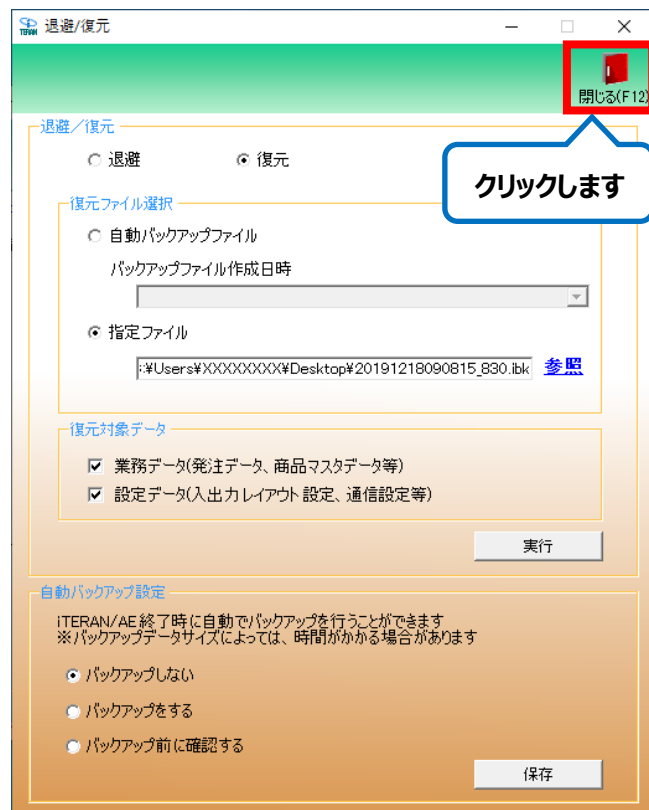 TERAN
退避/復元
閉じる(F12)
退避／復元
退避
復元
クリックします
復元ファイル選択
自動バックアップファイル
バックアップファイル作成日時
指定ファイル
:¥Users¥XXXXXXXX¥Desktop¥20191218090815_830.ibk
参照
復元対象データ
業務データ(発注データ、商品マスタデータ等)
設定データ(入出力レイアウト設定、通信設定等)
実行
自動バックアップ設定
iTERAN/AE終了時に自動でバックアップを行うことができます
※バックアップデータサイズによっては、時間がかかる場合があります
バックアップしない
バックアップをする
バックアップ前に確認する
保存